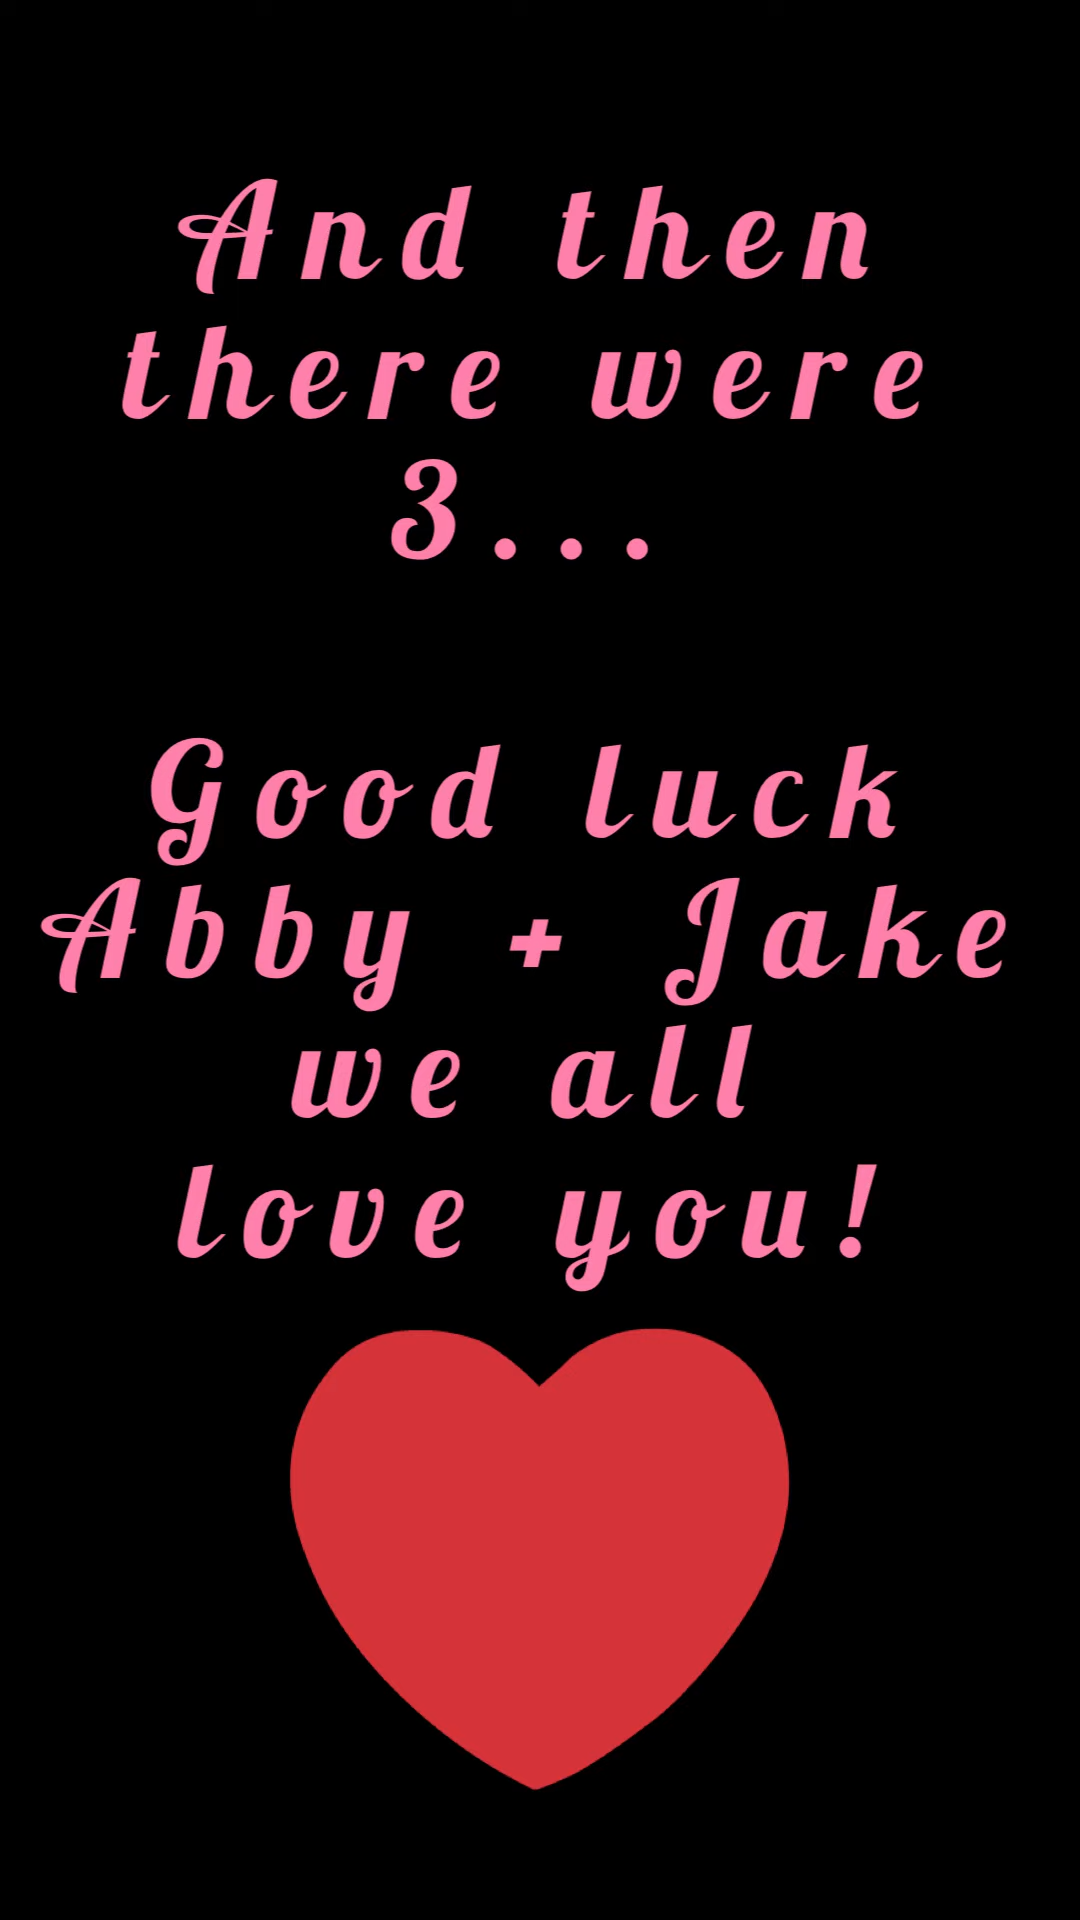 And then
there were
3...
Good luck
Abby + Jake
we all
love you!